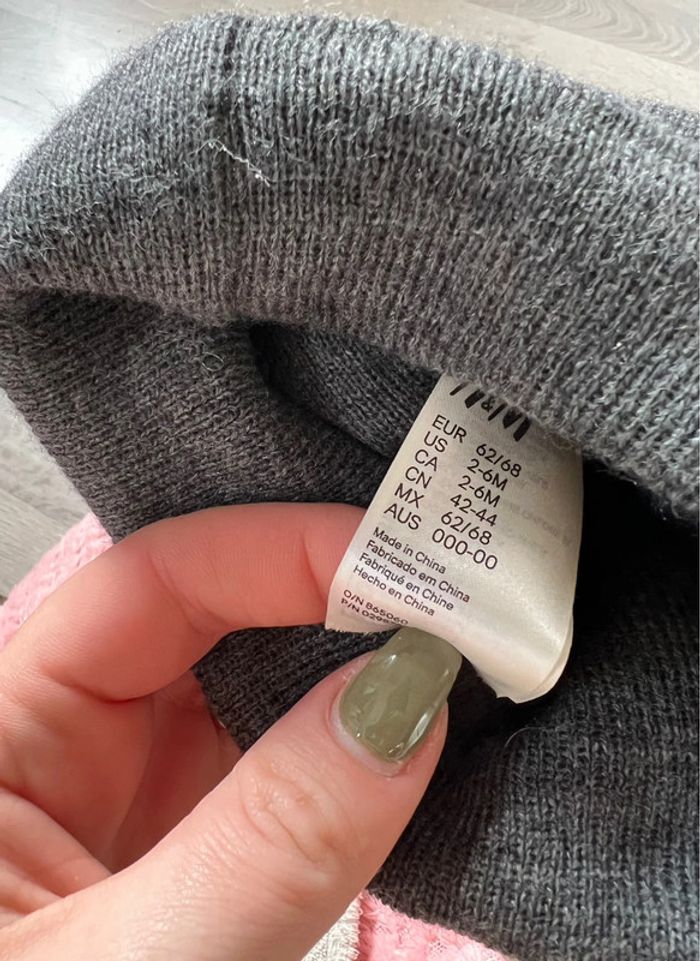 H&M
EUR 62/68
US 2-6M
CA 2-6M
CN 42-44
MX 62/68
AUS 000-00
Made in China
Fabricado em China
Fabriqué en Chine
Hecho en China
O/N 865060
P/N